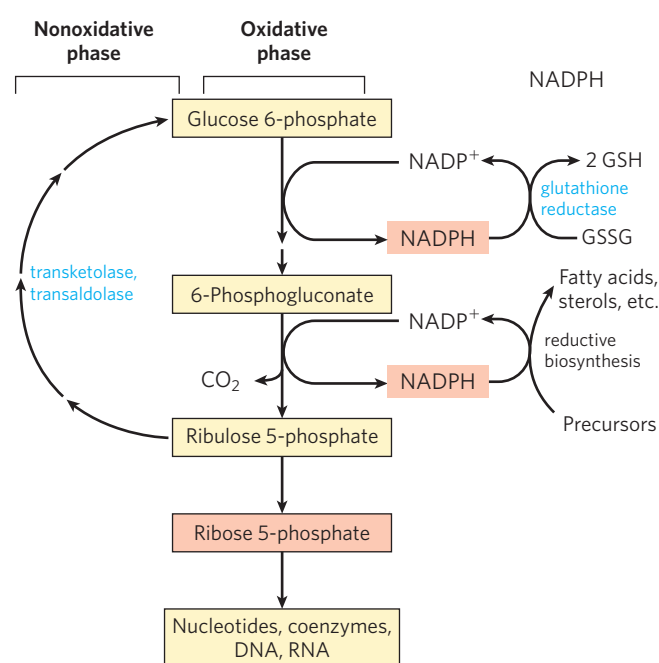 Nonoxidative
phase
Oxidative
phase
NADPH
Glucose 6-phosphate
NADP⁺
2 GSH
glutathione
reductase
NADPH
GSSG
transketolase,
transaldolase
6-Phosphogluconate
Fatty acids,
sterols, etc.
NADP⁺
reductive
biosynthesis
CO₂
NADPH
Precursors
Ribulose 5-phosphate
Ribose 5-phosphate
Nucleotides, coenzymes,
DNA, RNA